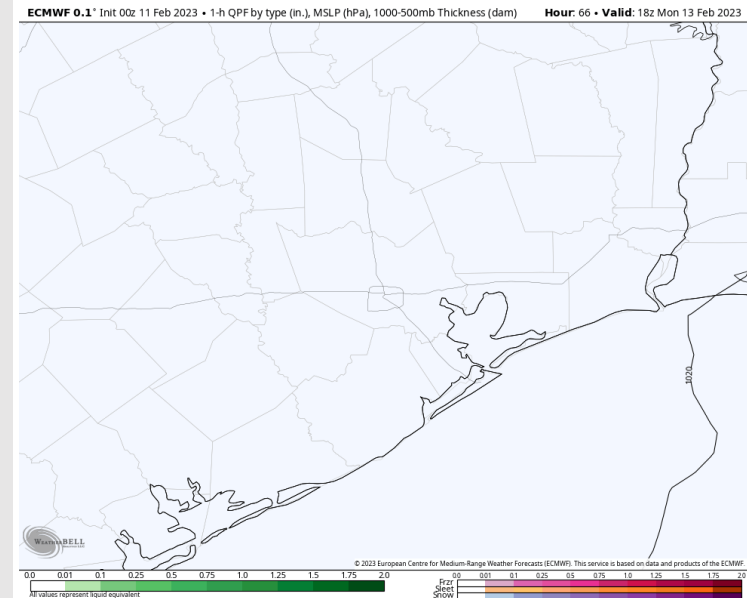 ECMWF 0.1° Init 00z 11 Feb 2023 • 1-h QPF by type (in.), MSLP (hPa), 1000-500mb Thickness (dam) Hour: 66 • Valid: 18z Mon 13 Feb 2023
1020
WEATHERBELL
© 2023 European Centre for Medium-Range Weather Forecasts (ECMWF). This service is based on data and products of the ECMWF.
0.0 0.01 0.1 0.25 0.5 0.75 1.0 1.25 1.5 1.75 2.0
All values represent liquid equivalent
0.0 .001 0.1 0.25 0.5 0.75 1.0 1.25 1.5 1.75 2.0
Frzr
Sleet
Snow